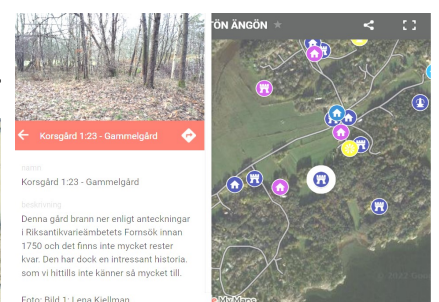 TÖN ÄNGÖN
Korsgård 1:23 - Gammelgård
namn
Korsgård 1:23 - Gammelgård
beskrivning
Denna gård brann ner enligt anteckningar
i Riksantikvarieämbetets Fornsök innan
1750 och det finns inte mycket rester
kvar. Den har dock en intressant historia.
som vi hittills inte känner så mycket till.
Foto: Bild 1: Lena Kjellman
My Maps
© 2022